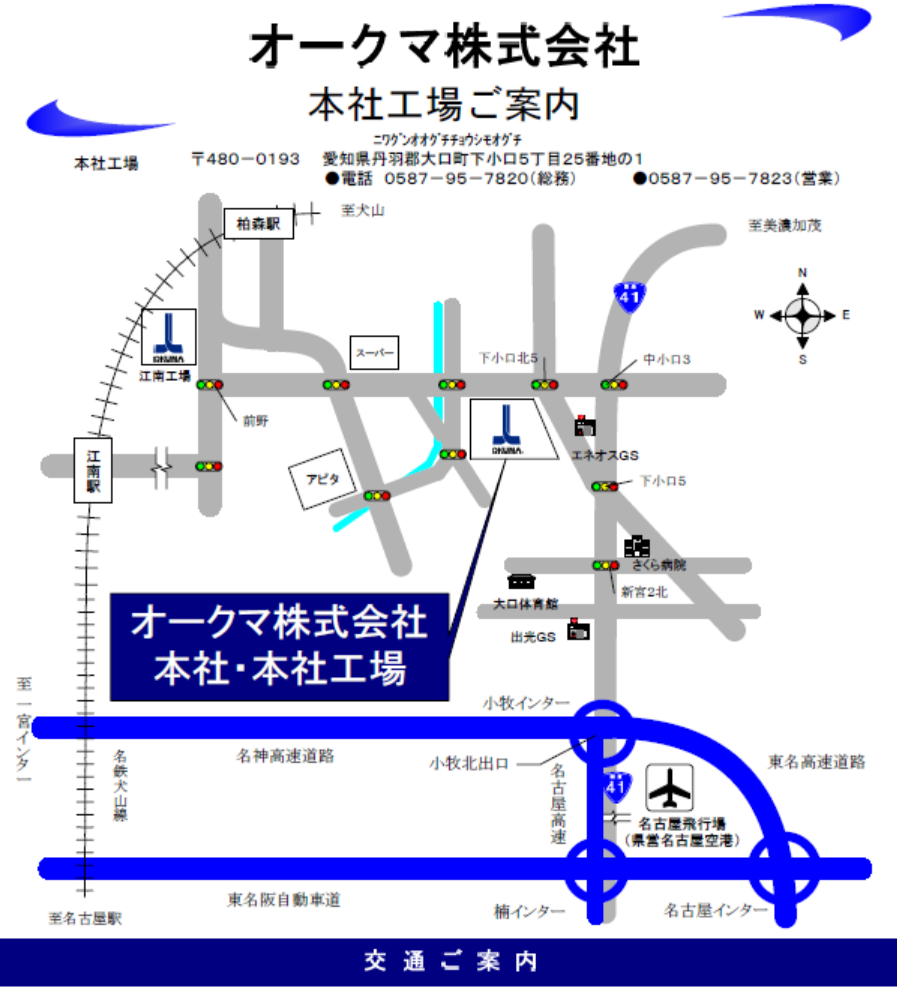 オークマ株式会社
本社工場ご案内
ニワグンオオグチチョウシモオグチ
本社工場 〒480－0193 愛知県丹羽郡大口町下小口5丁目25番地の1
●電話 0587－95－7820（総務） ●0587－95－7823（営業）
至犬山
柏森駅
至美濃加茂
41
N
W E
S
OKUMA
江南工場
スーパー
下小口北5
中小口3
前野
OKUMA
エネオスGS
江南駅
アピタ
下小口5
さくら病院
新宮2北
大口体育館
出光GS
オークマ株式会社
本社・本社工場
至一宮インター
小牧インター
名神高速道路
小牧北出口
東名高速道路
名鉄犬山線
名古屋高速
41
名古屋飛行場
（県営名古屋空港）
東名阪自動車道
楠インター
名古屋インター
至名古屋駅
交通ご案内